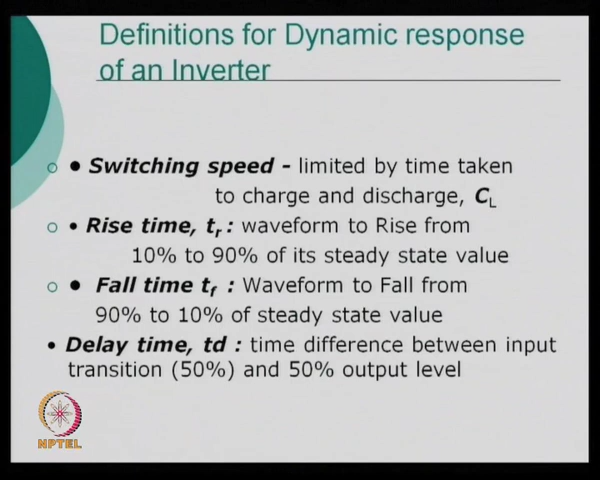 Definitions for Dynamic response
of an Inverter
• Switching speed - limited by time taken
to charge and discharge, CL
• Rise time, tr : waveform to Rise from
10% to 90% of its steady state value
• Fall time tf : Waveform to Fall from
90% to 10% of steady state value
• Delay time, td : time difference between input
transition (50%) and 50% output level
NPTEL